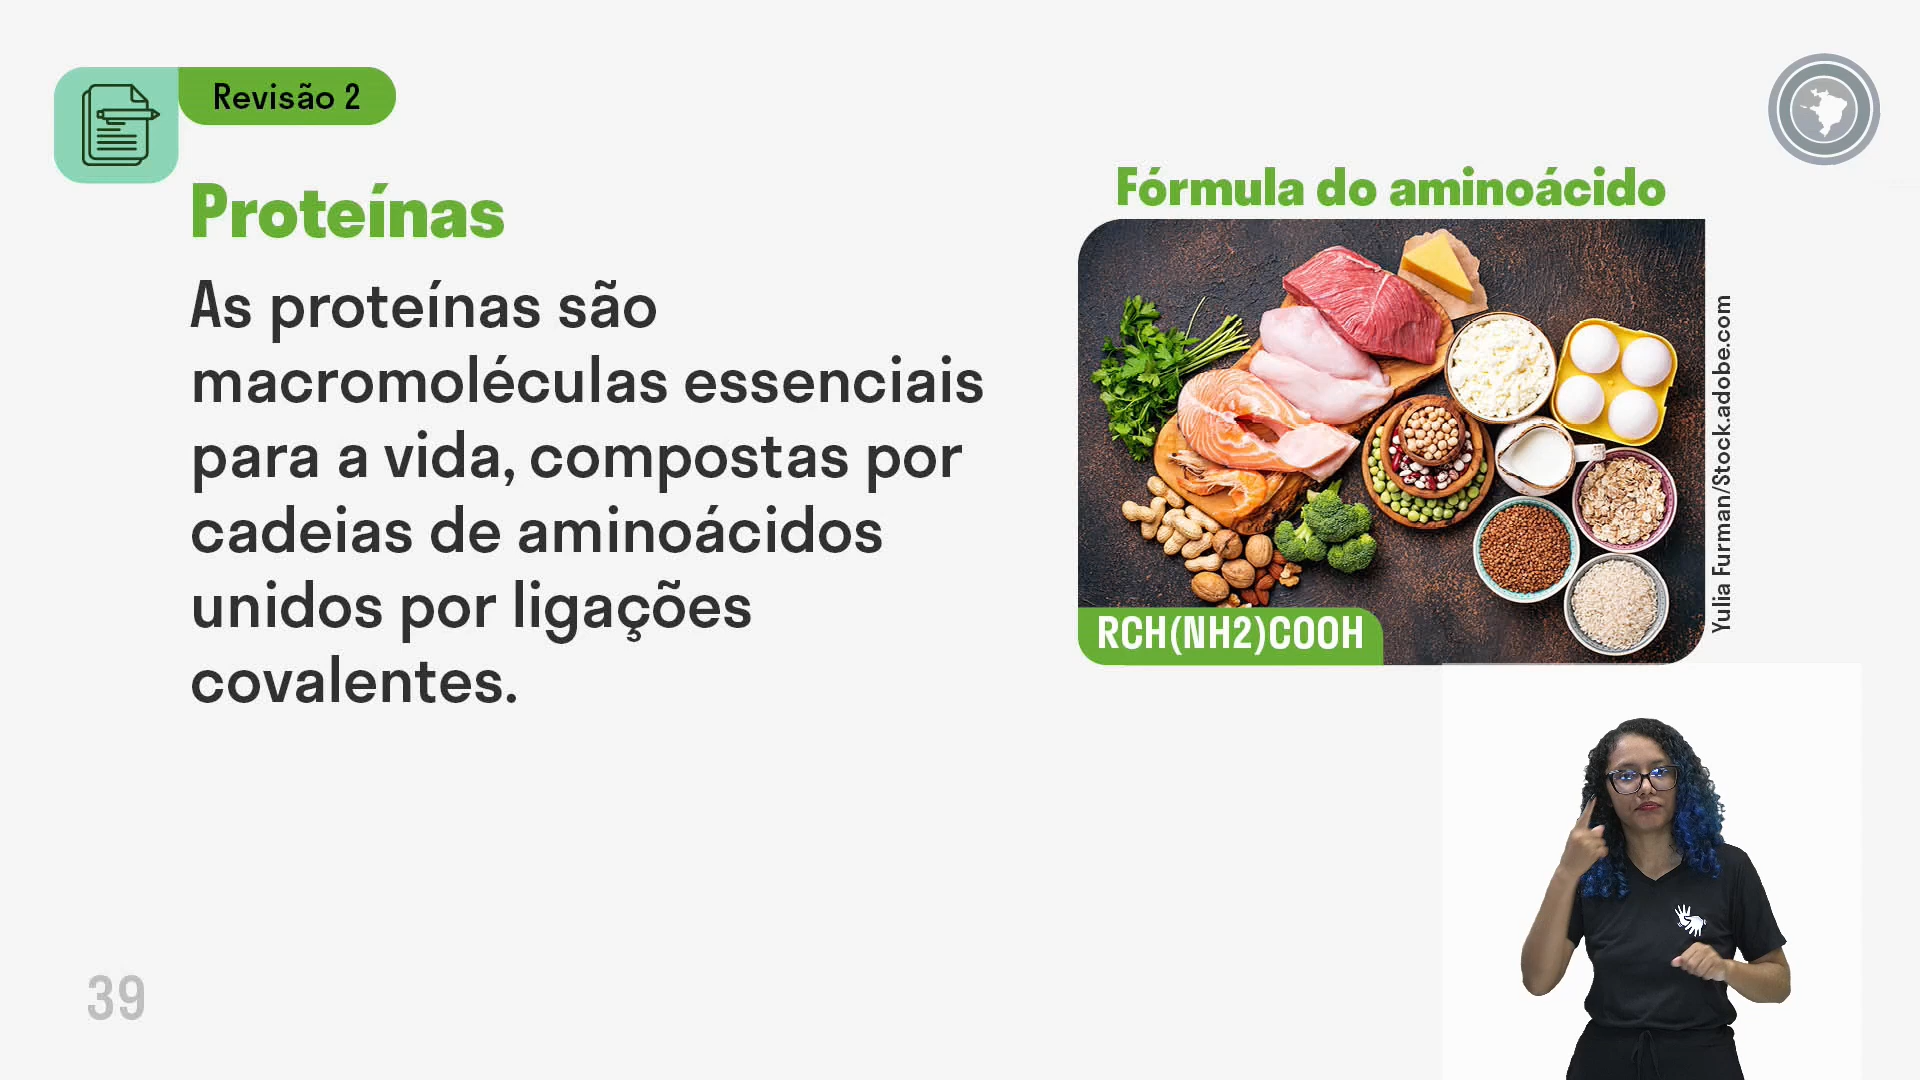 Revisão 2
Proteínas
As proteínas são
macromoléculas essenciais
para a vida, compostas por
cadeias de aminoácidos
unidos por ligações
covalentes.
Fórmula do aminoácido
RCH(NH2)COOH
Yulia Furman/Stock.adobe.com
39